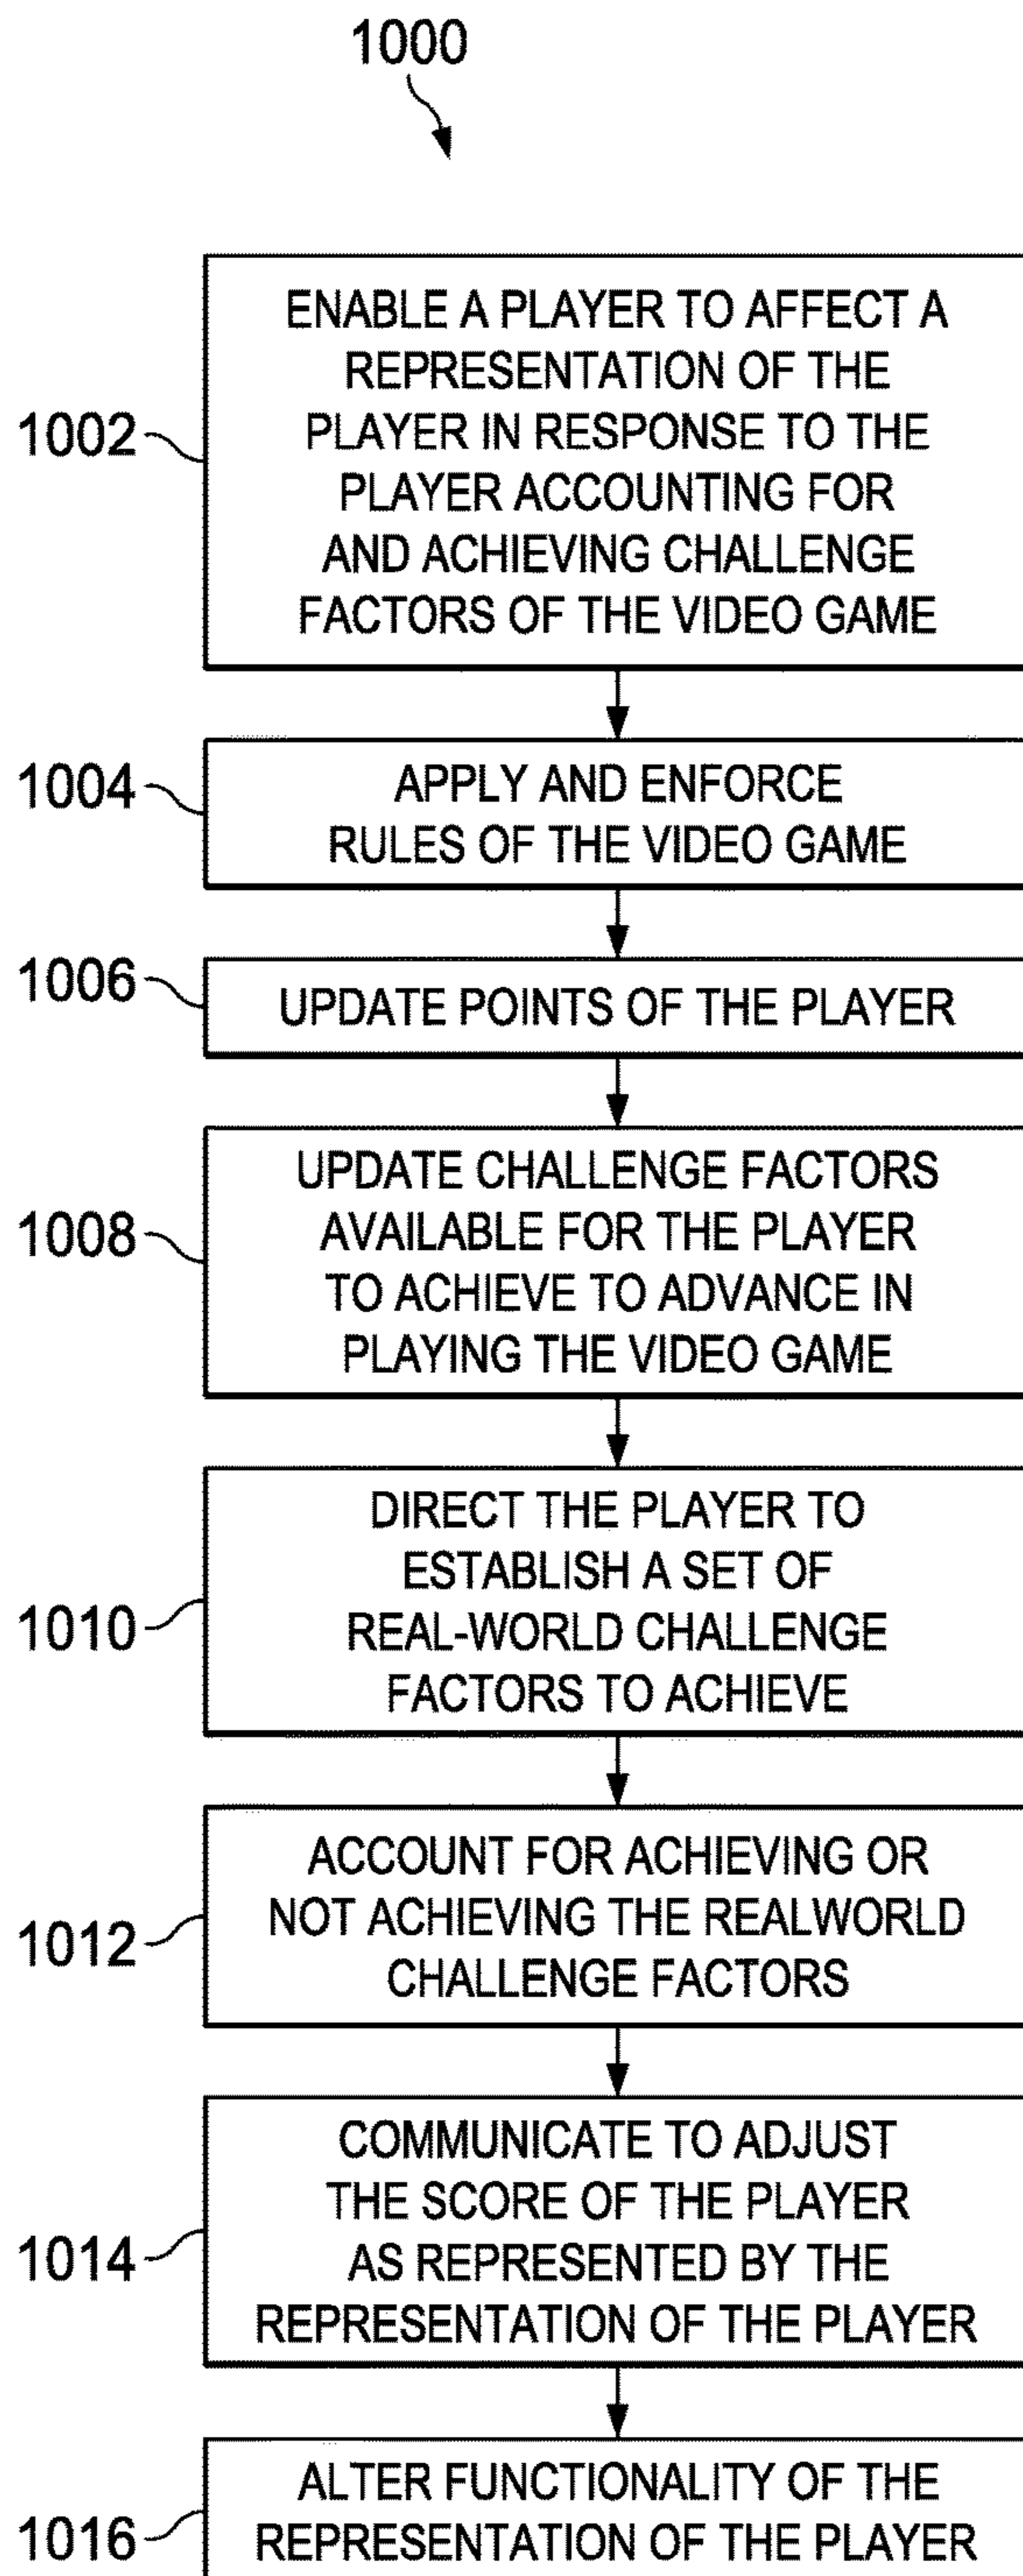 1000
ENABLE A PLAYER TO AFFECT A
REPRESENTATION OF THE
1002
PLAYER IN RESPONSE TO THE
PLAYER ACCOUNTING FOR
AND ACHIEVING CHALLENGE
FACTORS OF THE VIDEO GAME
1004
APPLY AND ENFORCE
RULES OF THE VIDEO GAME
1006
UPDATE POINTS OF THE PLAYER
UPDATE CHALLENGE FACTORS
1008
AVAILABLE FOR THE PLAYER
TO ACHIEVE TO ADVANCE IN
PLAYING THE VIDEO GAME
DIRECT THE PLAYER TO
ESTABLISH A SET OF
1010
REAL-WORLD CHALLENGE
FACTORS TO ACHIEVE
ACCOUNT FOR ACHIEVING OR
NOT ACHIEVING THE REALWORLD
1012
CHALLENGE FACTORS
COMMUNICATE TO ADJUST
THE SCORE OF THE PLAYER
1014
AS REPRESENTED BY THE
REPRESENTATION OF THE PLAYER
ALTER FUNCTIONALITY OF THE
1016
REPRESENTATION OF THE PLAYER